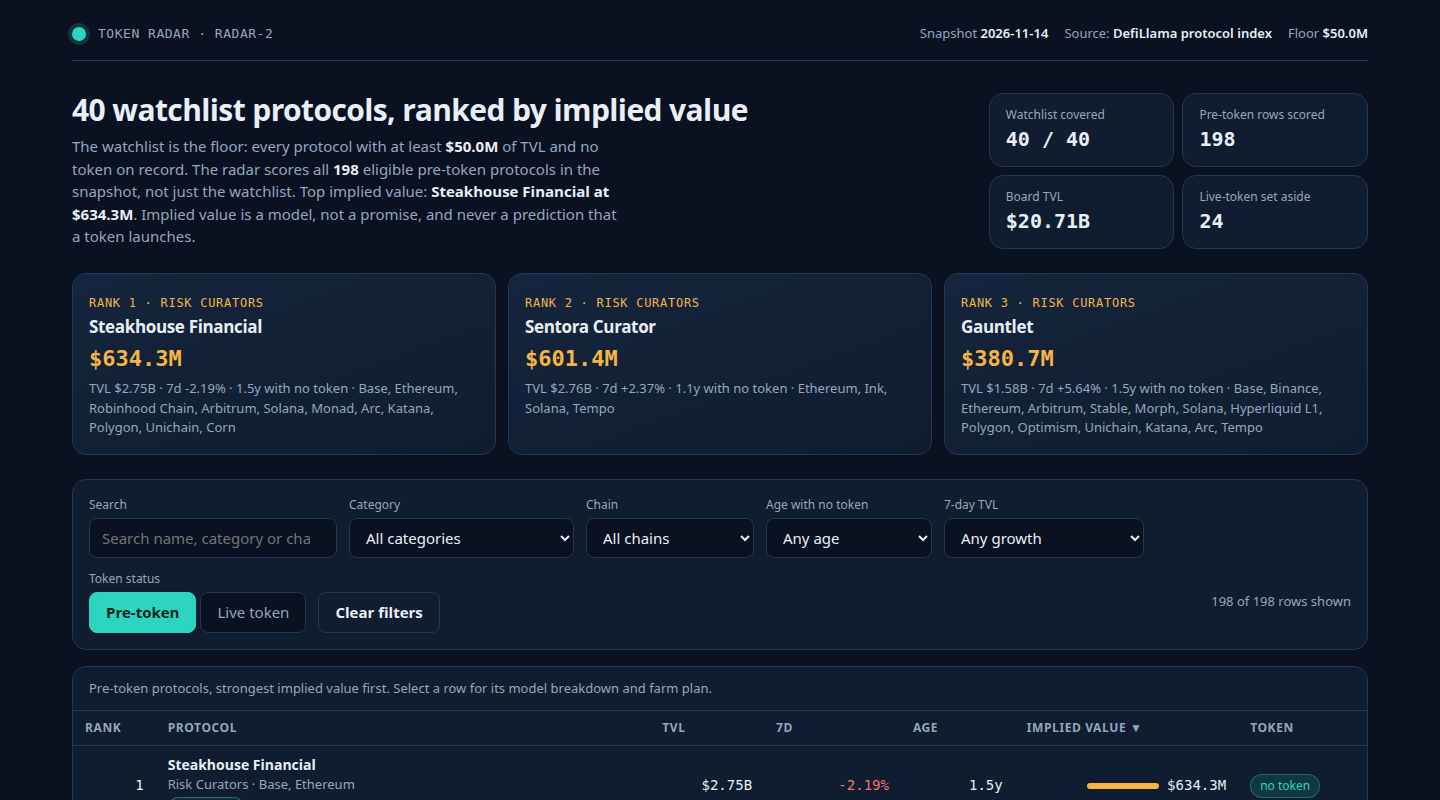 TOKEN RADAR · RADAR-2
Snapshot 2026-11-14 Source: DefiLlama protocol index Floor $50.0M
40 watchlist protocols, ranked by implied value
The watchlist is the floor: every protocol with at least $50.0M of TVL and no
token on record. The radar scores all 198 eligible pre-token protocols in the
snapshot, not just the watchlist. Top implied value: Steakhouse Financial at
$634.3M. Implied value is a model, not a promise, and never a prediction that
a token launches.
Watchlist covered
40 / 40
Pre-token rows scored
198
Board TVL
$20.71B
Live-token set aside
24
RANK 1 · RISK CURATORS
Steakhouse Financial
$634.3M
TVL $2.75B · 7d -2.19% · 1.5y with no token · Base, Ethereum,
Robinhood Chain, Arbitrum, Solana, Monad, Arc, Katana,
Polygon, Unichain, Corn
RANK 2 · RISK CURATORS
Sentora Curator
$601.4M
TVL $2.76B · 7d +2.37% · 1.1y with no token · Ethereum, Ink,
Solana, Tempo
RANK 3 · RISK CURATORS
Gauntlet
$380.7M
TVL $1.58B · 7d +5.64% · 1.5y with no token · Base, Binance,
Ethereum, Arbitrum, Stable, Morph, Solana, Hyperliquid L1,
Polygon, Optimism, Unichain, Katana, Arc, Tempo
Search Category Chain Age with no token 7-day TVL
Search name, category or cha All categories All chains Any age Any growth
Token status
Pre-token Live token Clear filters
198 of 198 rows shown
Pre-token protocols, strongest implied value first. Select a row for its model breakdown and farm plan.
RANK PROTOCOL TVL 7D AGE IMPLIED VALUE ▼ TOKEN
Steakhouse Financial
1 Risk Curators · Base, Ethereum $2.75B -2.19% 1.5y $634.3M no token